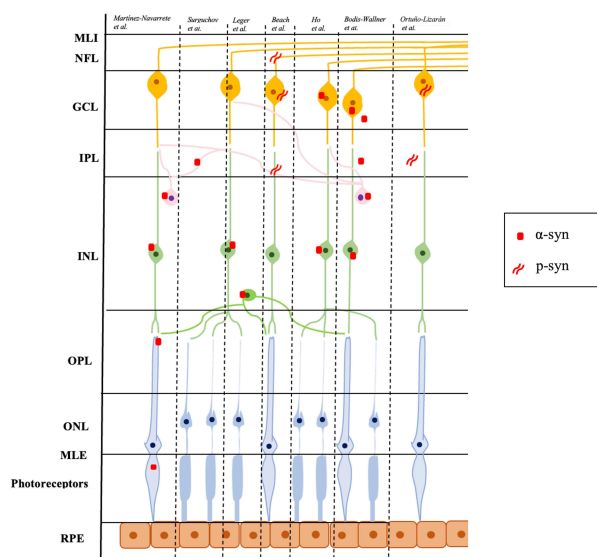 Martínez-Navarrete
et al.
Surguchov
et al.
Leger
et al.
Beach
et al.
Ho
et al.
Bodis-Wallner
et al.
Ortuño-Lizarán
et al.
MLI
NFL
GCL
IPL
INL
OPL
ONL
MLE
Photoreceptors
RPE
α-syn
p-syn